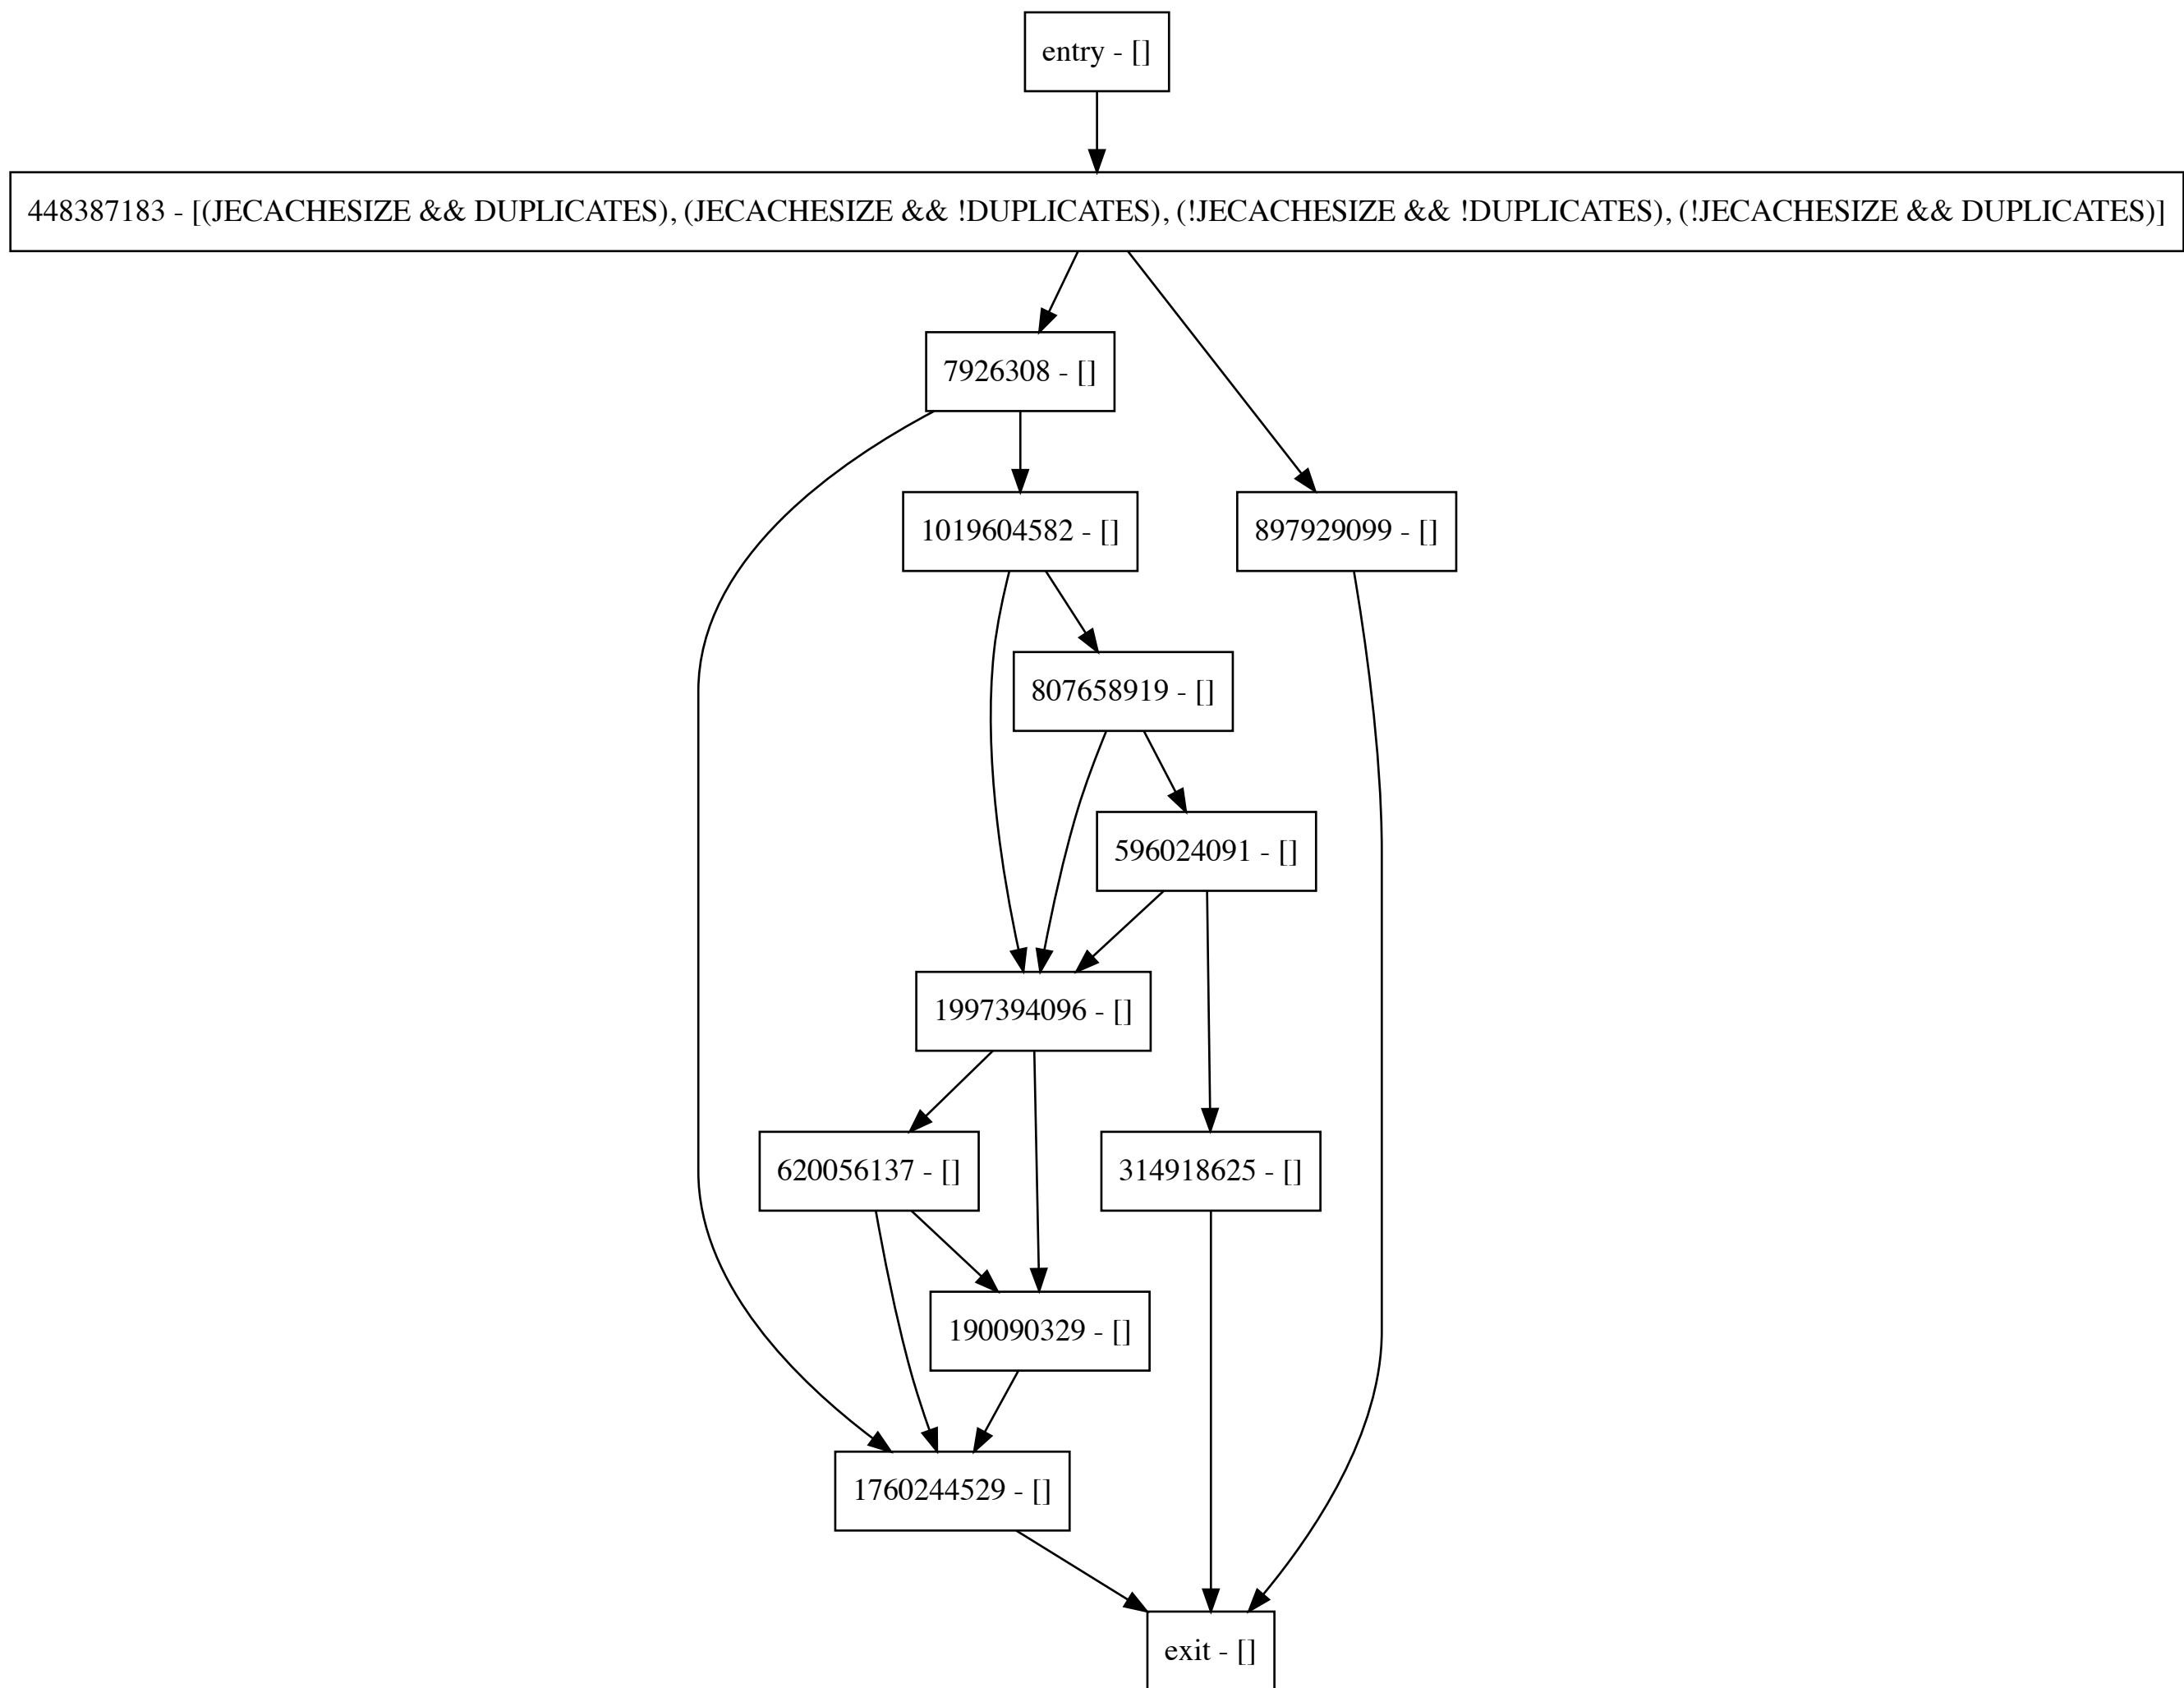 entry - []
448387183 - [(JECACHESIZE && DUPLICATES), (JECACHESIZE && !DUPLICATES), (!JECACHESIZE && !DUPLICATES), (!JECACHESIZE && DUPLICATES)]
7926308 - []
1019604582 - []
897929099 - []
807658919 - []
596024091 - []
1997394096 - []
620056137 - []
314918625 - []
190090329 - []
1760244529 - []
exit - []